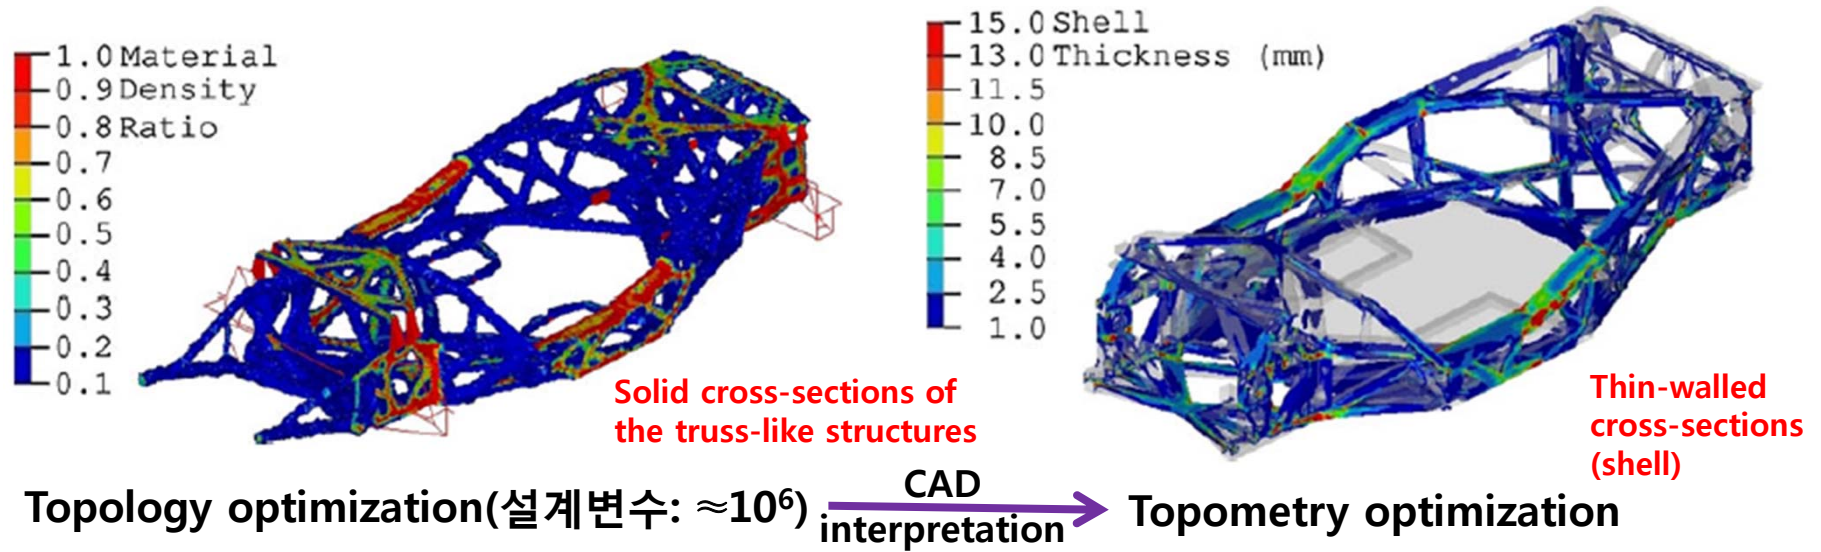 1.0 Material
0.9 Density
0.8 Ratio
0.7
0.6
0.5
0.4
0.3
0.2
0.1
Solid cross-sections of
the truss-like structures
15.0 Shell
13.0 Thickness (mm)
11.5
10.0
8.5
7.0
5.5
4.0
2.5
1.0
Thin-walled
cross-sections
(shell)
Topology optimization(설계변수: ≈10⁶)
CAD
interpretation
Topometry optimization